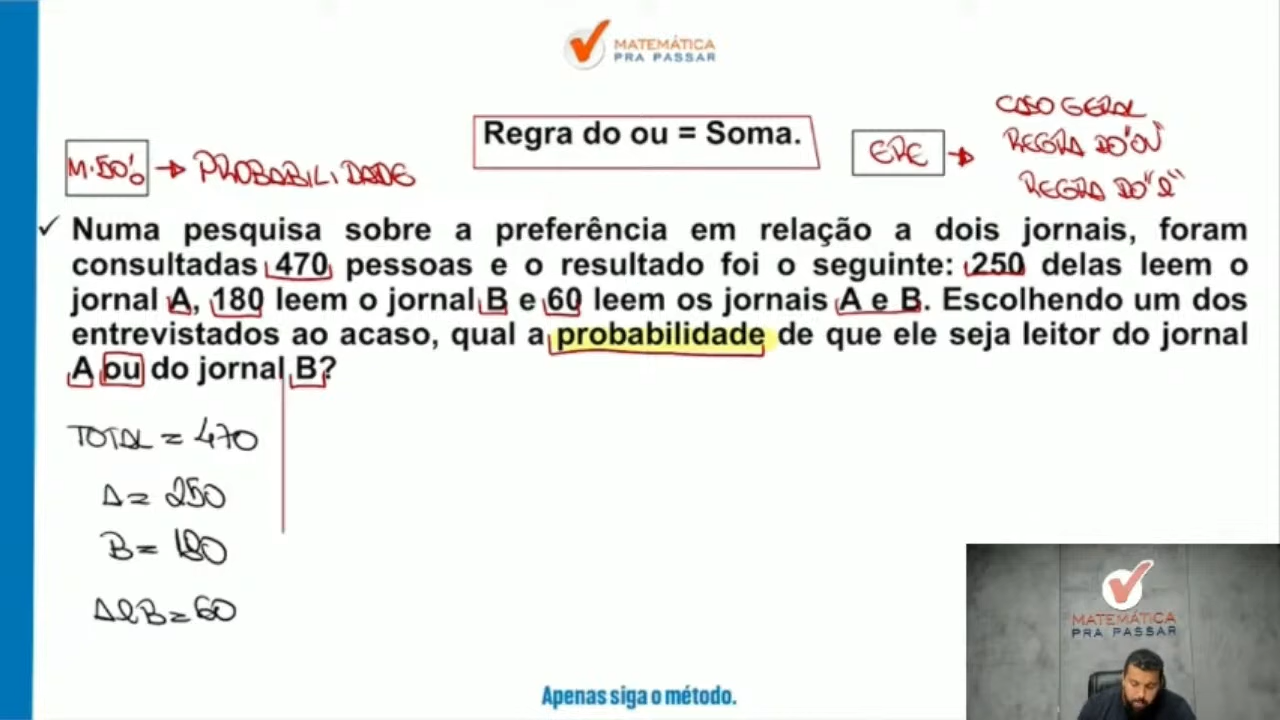 MATEMÁTICA
PRA PASSAR
Regra do ou = Soma.
M.50%
PROBABILIDADE
EPE
CASO GERAL
REGRA DO "OU"
REGRA DO "E"
✓ Numa pesquisa sobre a preferência em relação a dois jornais, foram
consultadas 470 pessoas e o resultado foi o seguinte: 250 delas leem o
jornal A, 180 leem o jornal B e 60 leem os jornais A e B. Escolhendo um dos
entrevistados ao acaso, qual a probabilidade de que ele seja leitor do jornal
A ou do jornal B?
TOTAL = 470
A = 250
B = 180
A e B = 60
MATEMÁTICA
PRA PASSAR
Apenas siga o método.